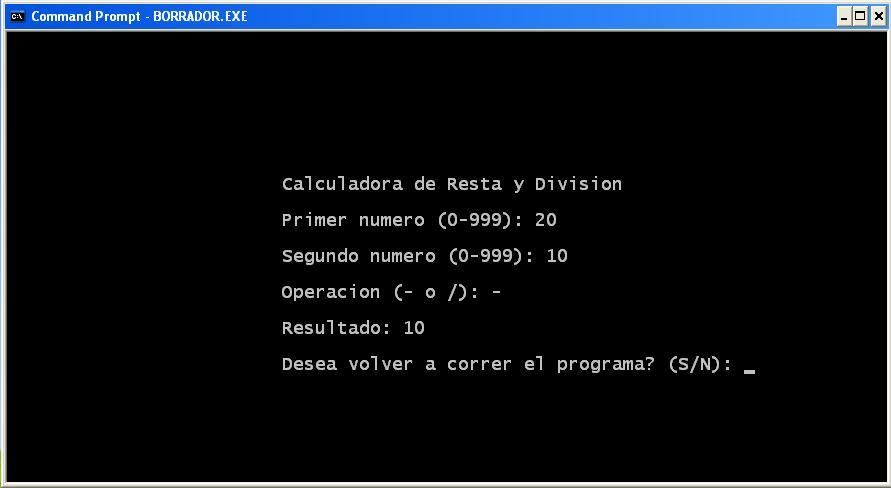 Command Prompt - BORRADOR.EXE
Calculadora de Resta y Division
Primer numero (0-999): 20
Segundo numero (0-999): 10
Operacion (- o /): -
Resultado: 10
Desea volver a correr el programa? (S/N): _